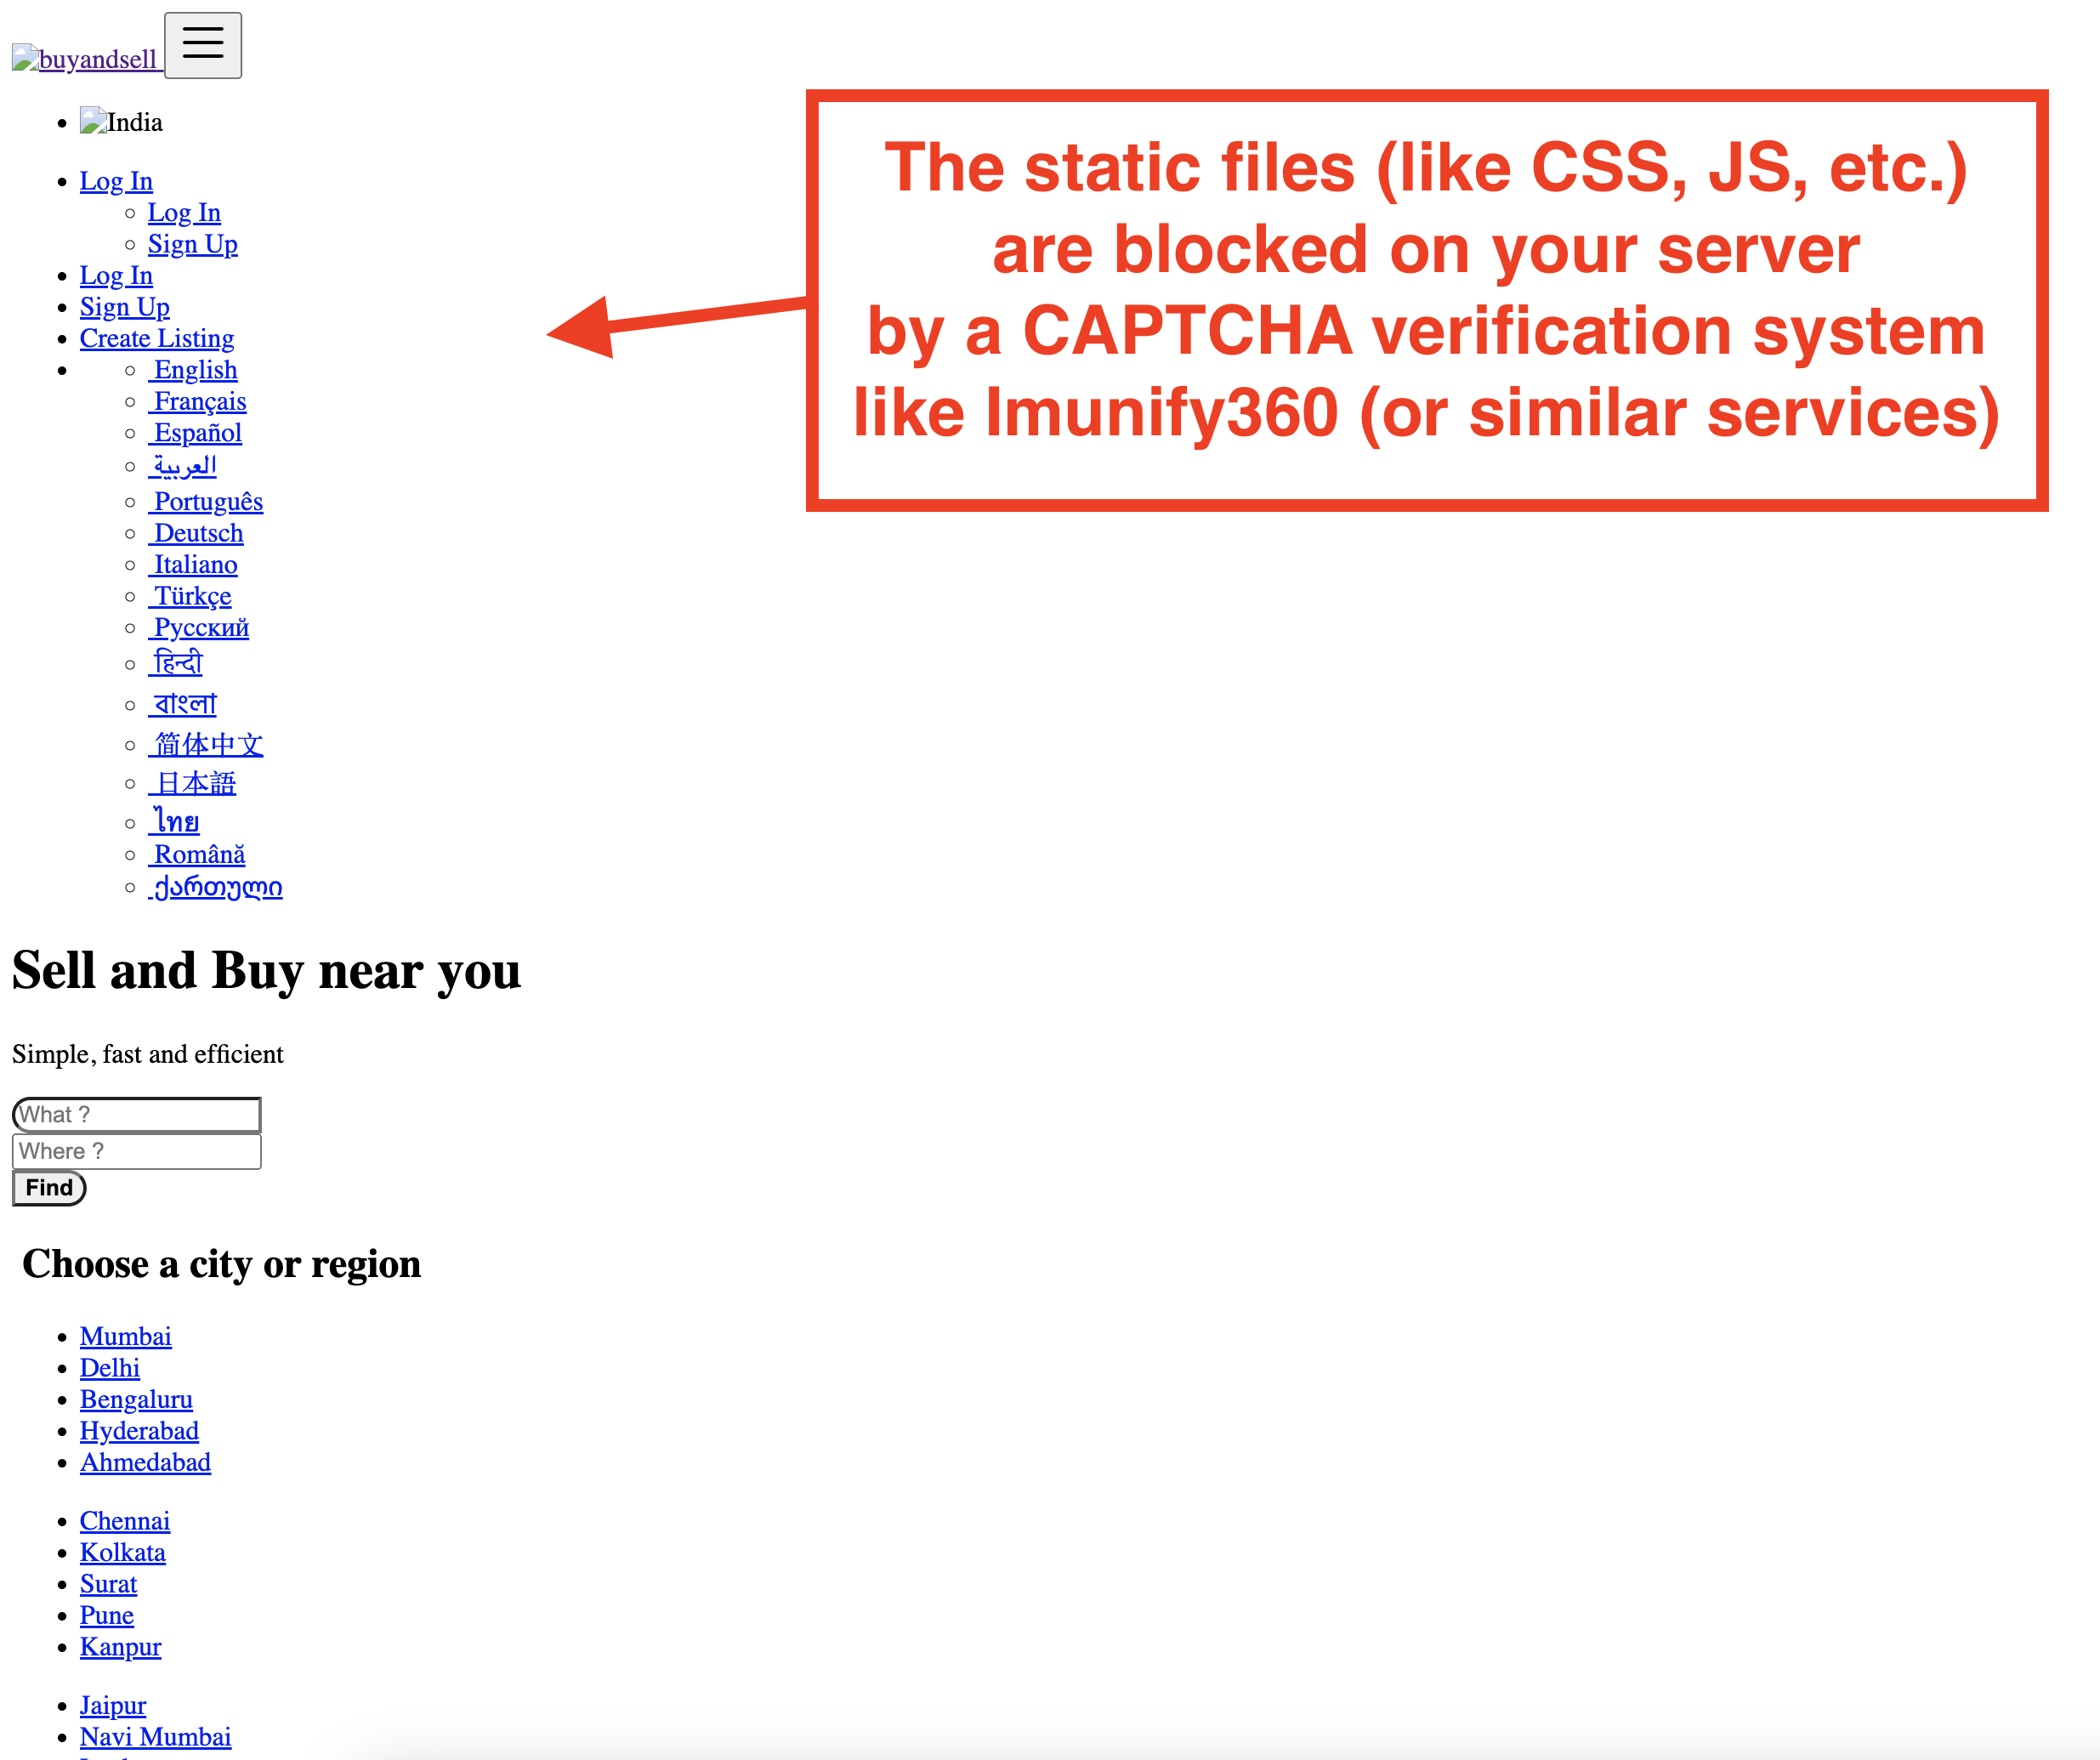 buyandsell
India
Log In
Log In
Sign Up
Log In
Sign Up
Create Listing
English
Français
Español
العربية
Português
Deutsch
Italiano
Türkçe
Русский
हिन्दी
বাংলা
简体中文
日本語
ไทย
Română
ქართული
The static files (like CSS, JS, etc.)
are blocked on your server
by a CAPTCHA verification system
like Imunify360 (or similar services)
Sell and Buy near you
Simple, fast and efficient
What ?
Where ?
Find
Choose a city or region
Mumbai
Delhi
Bengaluru
Hyderabad
Ahmedabad
Chennai
Kolkata
Surat
Pune
Kanpur
Jaipur
Navi Mumbai